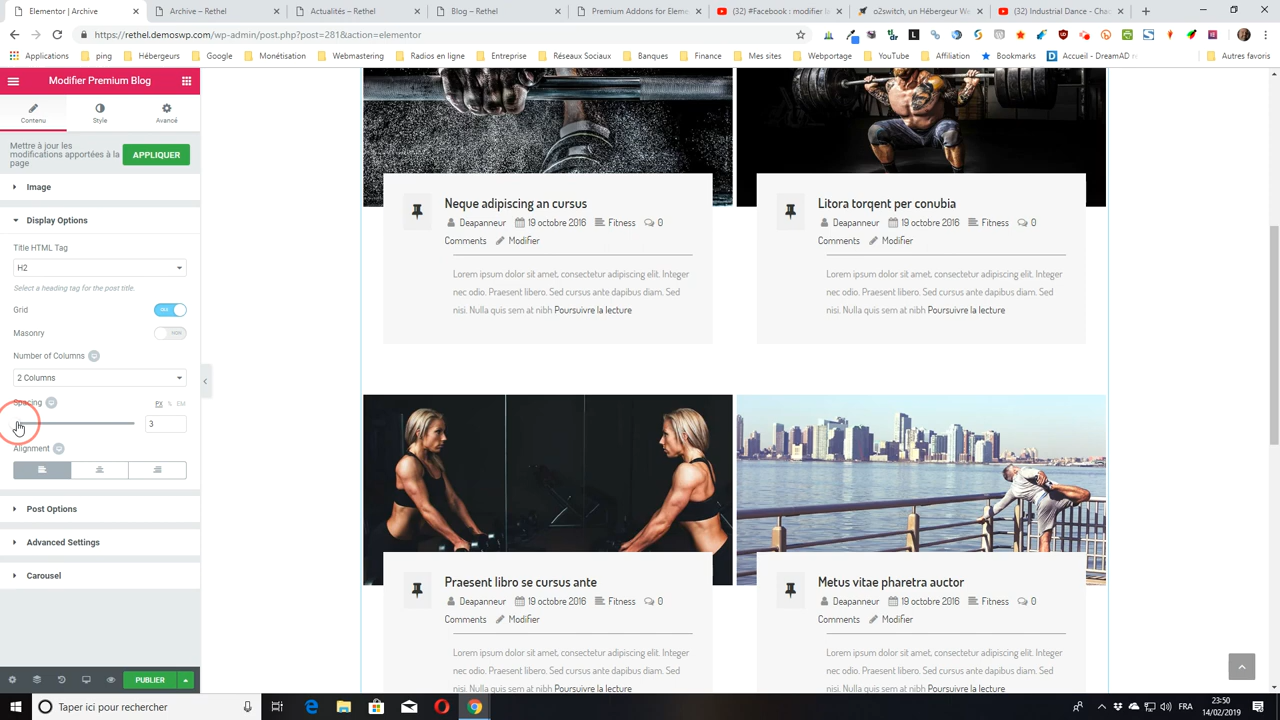 Elementor | Archive
Archive – Rethel
Actualités – Rethel
Blog – Rethel
Premium Addons for Eleme
(32) #Facebook : modifier la
o2switch, un Hébergeur We
(32) Industrial Dance - Chac
https://rethel.demoswp.com/wp-admin/post.php?post=281&action=elementor
Applications
ping
Hébergeurs
Google
Monétisation
Webmastering
Radios en ligne
Entreprise
Réseaux Sociaux
Banques
Finance
Mes sites
Webportage
YouTube
Affiliation
Bookmarks
Accueil – DreamAD re
Autres favoris
Modifier Premium Blog
Contenu
Style
Avancé
Mettre à jour les
modifications apportées à la
page
APPLIQUER
Image
Display Options
Title HTML Tag
H2
Select a heading tag for the post title.
Grid
OUI
Masonry
NON
Number of Columns
2 Columns
Spacing
PX % EM
3
Alignment
Post Options
Advanced Settings
Carousel
PUBLIER
Neque adipiscing an cursus
Deapanneur 19 octobre 2016 Fitness 0
Comments Modifier
Lorem ipsum dolor sit amet, consectetur adipiscing elit. Integer
nec odio. Praesent libero. Sed cursus ante dapibus diam. Sed
nisi. Nulla quis sem at nibh Poursuivre la lecture
Litora torqent per conubia
Deapanneur 19 octobre 2016 Fitness 0
Comments Modifier
Lorem ipsum dolor sit amet, consectetur adipiscing elit. Integer
nec odio. Praesent libero. Sed cursus ante dapibus diam. Sed
nisi. Nulla quis sem at nibh Poursuivre la lecture
Praesent libro se cursus ante
Deapanneur 19 octobre 2016 Fitness 0
Comments Modifier
Lorem ipsum dolor sit amet, consectetur adipiscing elit. Integer
nec odio. Praesent libero. Sed cursus ante dapibus diam. Sed
nisi. Nulla quis sem at nibh Poursuivre la lecture
Metus vitae pharetra auctor
Deapanneur 19 octobre 2016 Fitness 0
Comments Modifier
Lorem ipsum dolor sit amet, consectetur adipiscing elit. Integer
nec odio. Praesent libero. Sed cursus ante dapibus diam. Sed
nisi. Nulla quis sem at nibh Poursuivre la lecture
Taper ici pour rechercher
FRA
23:50
14/02/2019